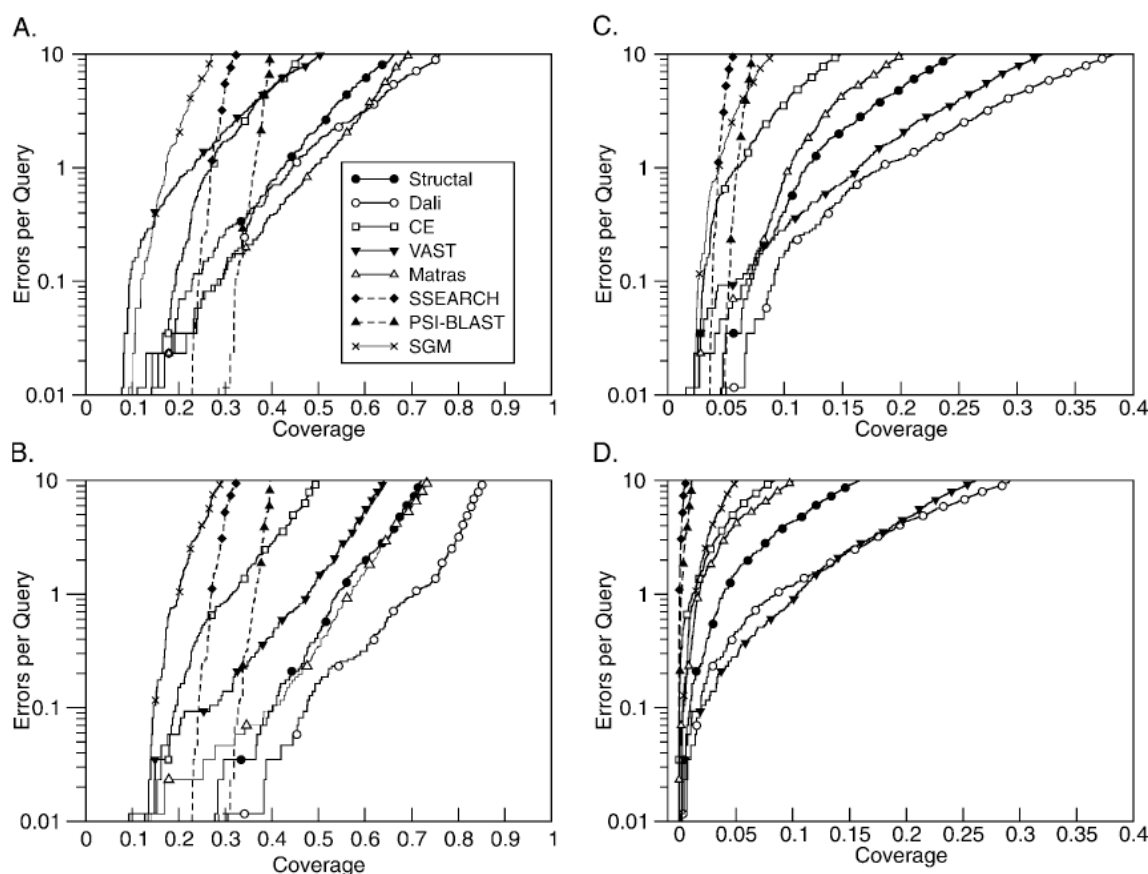 A.
10
1
0.1
0.01
Errors per Query
0 0.1 0.2 0.3 0.4 0.5 0.6 0.7 0.8 0.9 1
Coverage
Structal
Dali
CE
VAST
Matras
SSEARCH
PSI-BLAST
SGM
C.
10
1
0.1
0.01
Errors per Query
0 0.05 0.1 0.15 0.2 0.25 0.3 0.35 0.4
Coverage
B.
10
1
0.1
0.01
Errors per Query
0 0.1 0.2 0.3 0.4 0.5 0.6 0.7 0.8 0.9 1
Coverage
D.
10
1
0.1
0.01
Errors per Query
0 0.05 0.1 0.15 0.2 0.25 0.3 0.35 0.4
Coverage